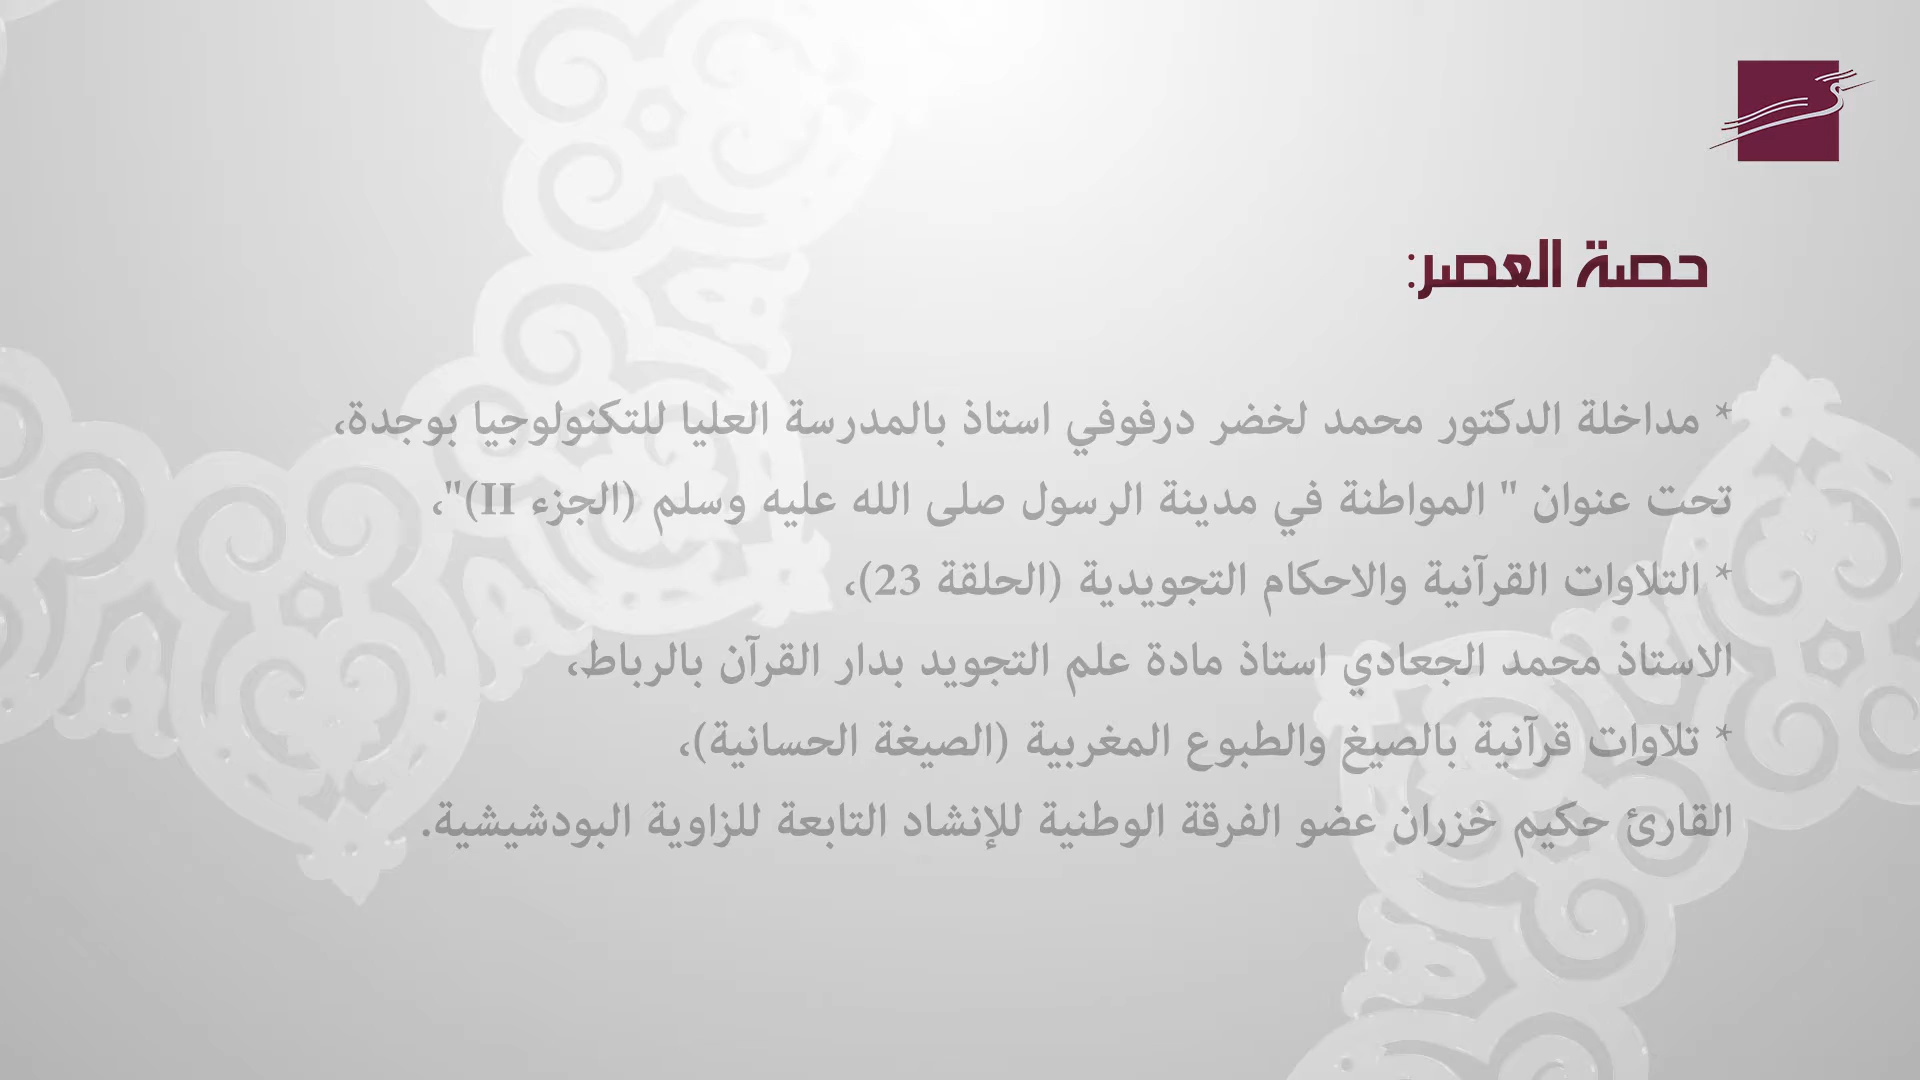 حصة العصر:
* مداخلة الدكتور محمد لخضر درفوفي استاذ بالمدرسة العليا للتكنولوجيا بوجدة،
تحت عنوان " المواطنة في مدينة الرسول صلى الله عليه وسلم (الجزء II)"،
* التلاوات القرآنية والاحكام التجويدية (الحلقة 23)،
الاستاذ محمد الجعادي استاذ مادة علم التجويد بدار القرآن بالرباط،
* تلاوات قرآنية بالصيغ والطبوع المغربية (الصيغة الحسانية)،
القارئ حكيم خزران عضو الفرقة الوطنية للإنشاد التابعة للزاوية البودشيشية.